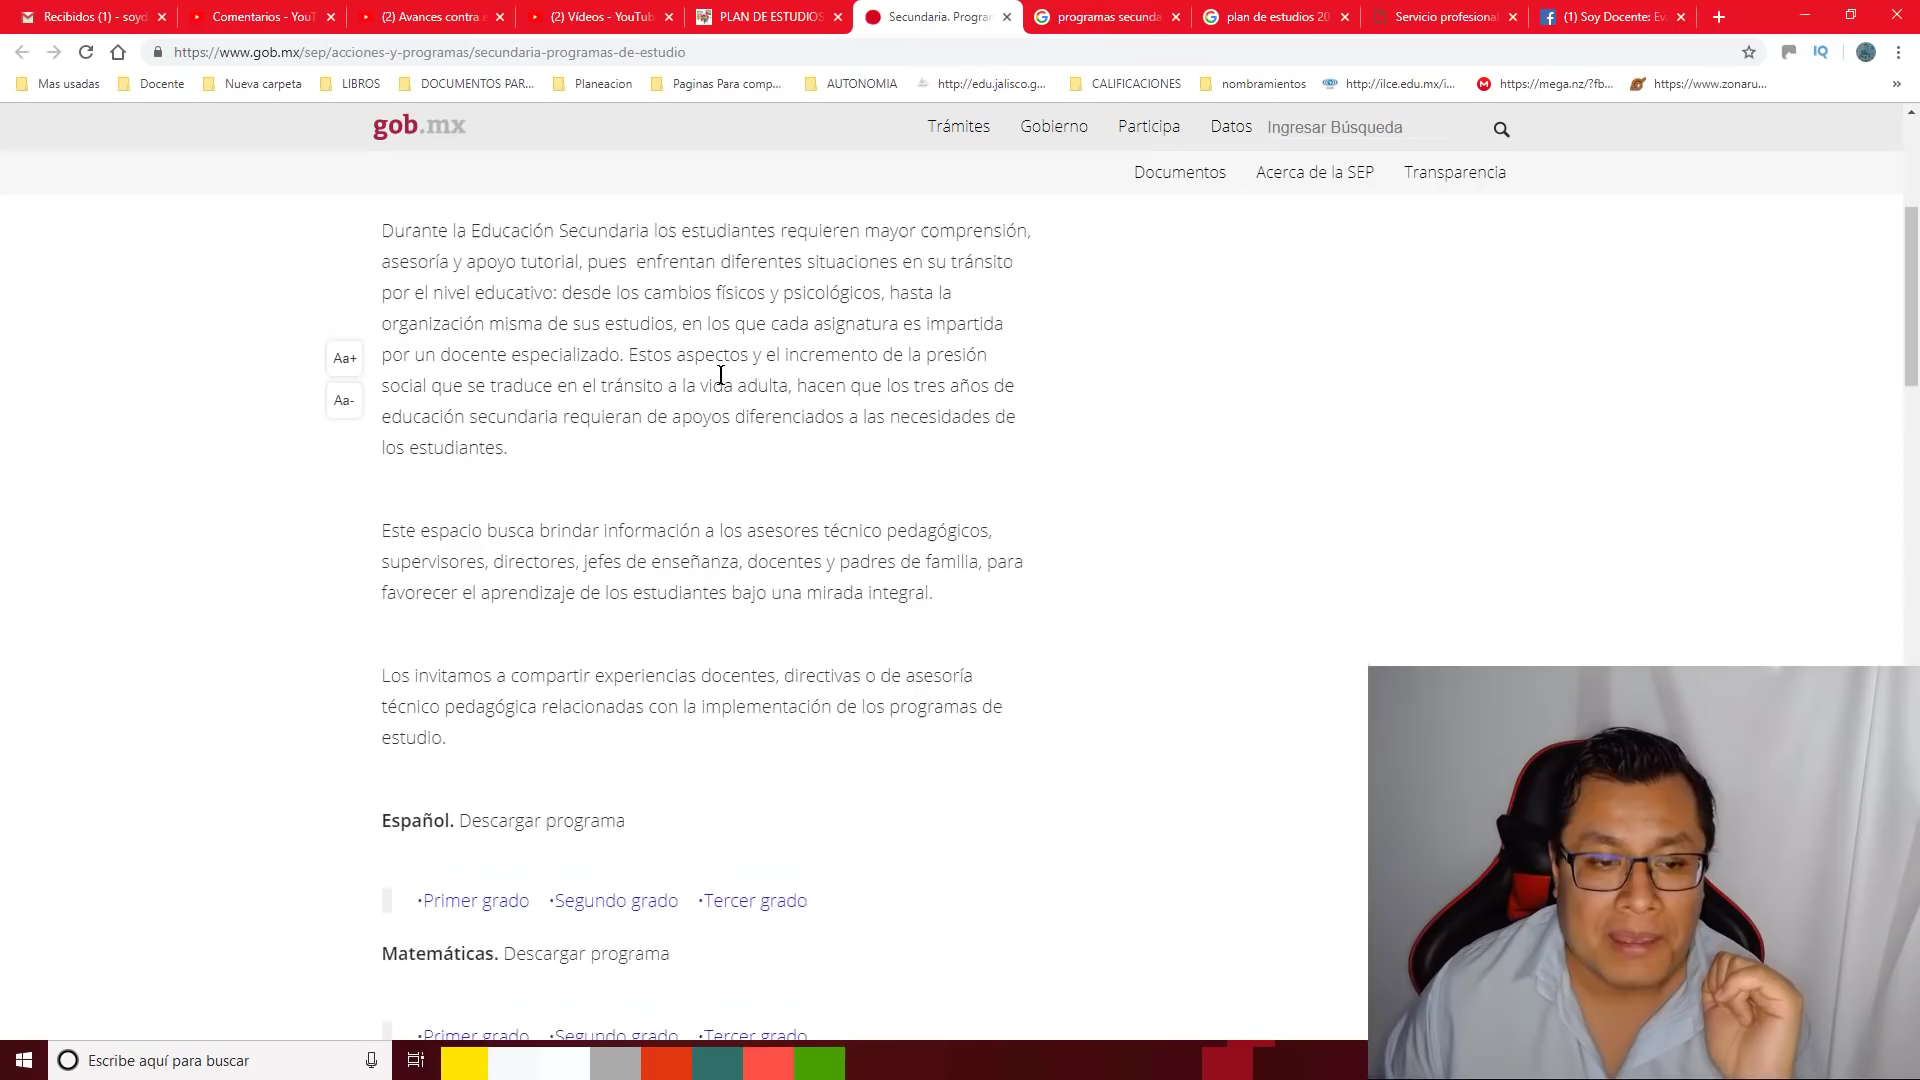 Recibidos (1) - soyd
Comentarios - YouT
(2) Avances contra e
(2) Vídeos - YouTub
PLAN DE ESTUDIOS
Secundaria. Program
programas secunda
plan de estudios 20
Servicio profesional
(1) Soy Docente: Ev
https://www.gob.mx/sep/acciones-y-programas/secundaria-programas-de-estudio
Mas usadas
Docente
Nueva carpeta
LIBROS
DOCUMENTOS PAR...
Planeacion
Paginas Para comp...
AUTONOMIA
http://edu.jalisco.g...
CALIFICACIONES
nombramientos
http://ilce.edu.mx/i...
https://mega.nz/?fb...
https://www.zonaru...
gob.mx
Trámites
Gobierno
Participa
Datos
Ingresar Búsqueda
Documentos
Acerca de la SEP
Transparencia
Durante la Educación Secundaria los estudiantes requieren mayor comprensión,
asesoría y apoyo tutorial, pues enfrentan diferentes situaciones en su tránsito
por el nivel educativo: desde los cambios físicos y psicológicos, hasta la
organización misma de sus estudios, en los que cada asignatura es impartida
por un docente especializado. Estos aspectos y el incremento de la presión
social que se traduce en el tránsito a la vida adulta, hacen que los tres años de
educación secundaria requieran de apoyos diferenciados a las necesidades de
los estudiantes.
Aa+
Aa-
Este espacio busca brindar información a los asesores técnico pedagógicos,
supervisores, directores, jefes de enseñanza, docentes y padres de familia, para
favorecer el aprendizaje de los estudiantes bajo una mirada integral.
Los invitamos a compartir experiencias docentes, directivas o de asesoría
técnico pedagógica relacionadas con la implementación de los programas de
estudio.
Español. Descargar programa
•Primer grado •Segundo grado •Tercer grado
Matemáticas. Descargar programa
•Primer grado •Segundo grado •Tercer grado
Escribe aquí para buscar